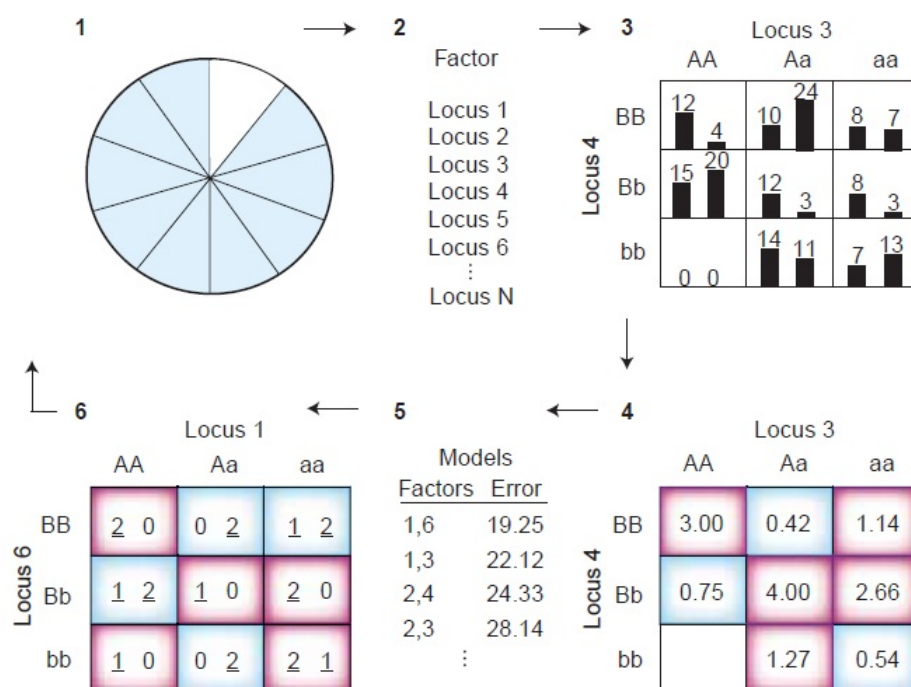 1
2
3
Factor
Locus 1
Locus 2
Locus 3
Locus 4
Locus 5
Locus 6
⋮
Locus N
Locus 3
AA Aa aa
Locus 4
BB 12 4 10 24 8 7
Bb 15 20 12 3 8 3
bb 0 0 14 11 7 13
6
5
4
Locus 1
AA Aa aa
Locus 6
BB 2 0 0 2 1 2
Bb 1 2 1 0 2 0
bb 1 0 0 2 2 1
Models
Factors Error
1,6 19.25
1,3 22.12
2,4 24.33
2,3 28.14
⋮
Locus 3
AA Aa aa
Locus 4
BB 3.00 0.42 1.14
Bb 0.75 4.00 2.66
bb 1.27 0.54